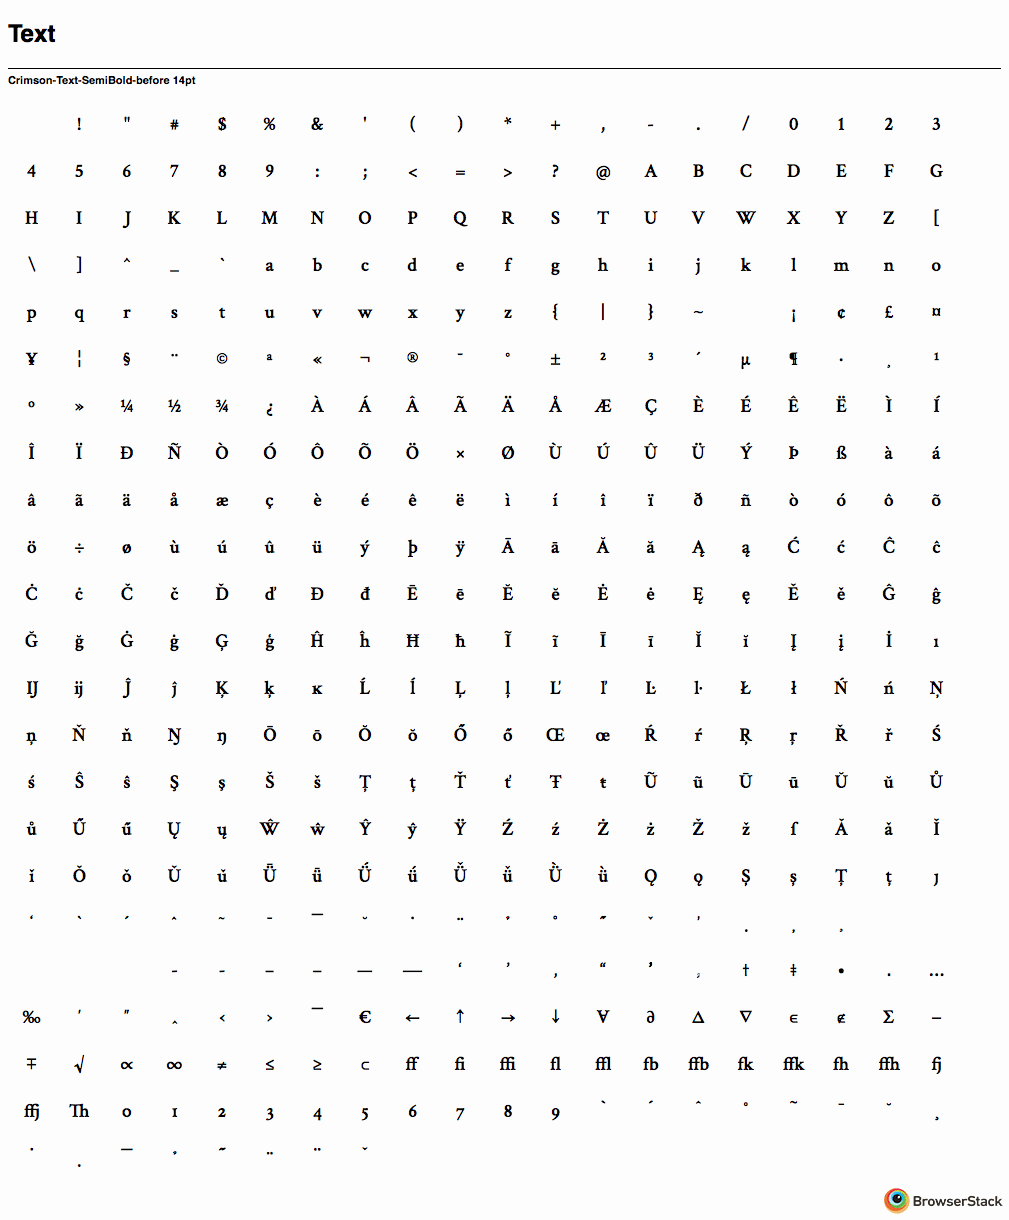 Text
Crimson-Text-SemiBold-before 14pt
! " # $ % & ' ( ) * + , - . / 0 1 2 3
4 5 6 7 8 9 : ; < = > ? @ A B C D E F G
H I J K L M N O P Q R S T U V W X Y Z [
\ ] ^ _ ` a b c d e f g h i j k l m n o
p q r s t u v w x y z { | } ~ ¡ ¢ £ ¤
¥ ¦ § ¨ © ª « ¬ ® ¯ ° ± ² ³ ´ µ ¶ · ¸ ¹
º » ¼ ½ ¾ ¿ À Á Â Ã Ä Å Æ Ç È É Ê Ë Ì Í
Î Ï Ð Ñ Ò Ó Ô Õ Ö × Ø Ù Ú Û Ü Ý Þ ß à á
â ã ä å æ ç è é ê ë ì í î ï ð ñ ò ó ô õ
ö ÷ ø ù ú û ü ý þ ÿ Ā ā Ă ă Ą ą Ć ć Ĉ ĉ
Ċ ċ Č č Ď ď Đ đ Ē ē Ĕ ĕ Ė ė Ę ę Ě ě Ĝ ĝ
Ğ ğ Ġ ġ Ģ ģ Ĥ ĥ Ħ ħ Ĩ ĩ Ī ī Ĭ ĭ Į į İ ı
Ĳ ĳ Ĵ ĵ Ķ ķ ĸ Ĺ ĺ Ļ ļ Ľ ľ Ŀ ŀ Ł ł Ń ń Ņ
ņ Ň ň Ŋ ŋ Ō ō Ŏ ŏ Ő ő Œ œ Ŕ ŕ Ŗ ŗ Ř ř Ś
ś Ŝ ŝ Ş ş Š š Ţ ţ Ť ť Ŧ ŧ Ũ ũ Ū ū Ŭ ŭ Ů
ů Ű ű Ų ų Ŵ ŵ Ŷ ŷ Ÿ Ź ź Ż ż Ž ž ſ Ǎ ǎ Ǐ
ǐ Ǒ ǒ Ǔ ǔ Ǖ ǖ Ǘ ǘ Ǚ ǚ Ǜ ǜ Ǫ ǫ Ș ș Ț ț ȷ
‐ ‑ ‒ – — ― ‘ ’ ‚ “ ” „ † ‡ • ․ …
‰ ′ ″ ‸ ‹ › ‾ € ← ↑ → ↓ ∀ ∂ ∆ ∇ ∈ ∉ ∑ −
∓ √ ∝ ∞ ≠ ≤ ≥ ⊂ ff fi ffi fl ffl fb ffb fk ffk fh ffh fj
ffj Th 0 1 2 3 4 5 6 7 8 9
BrowserStack